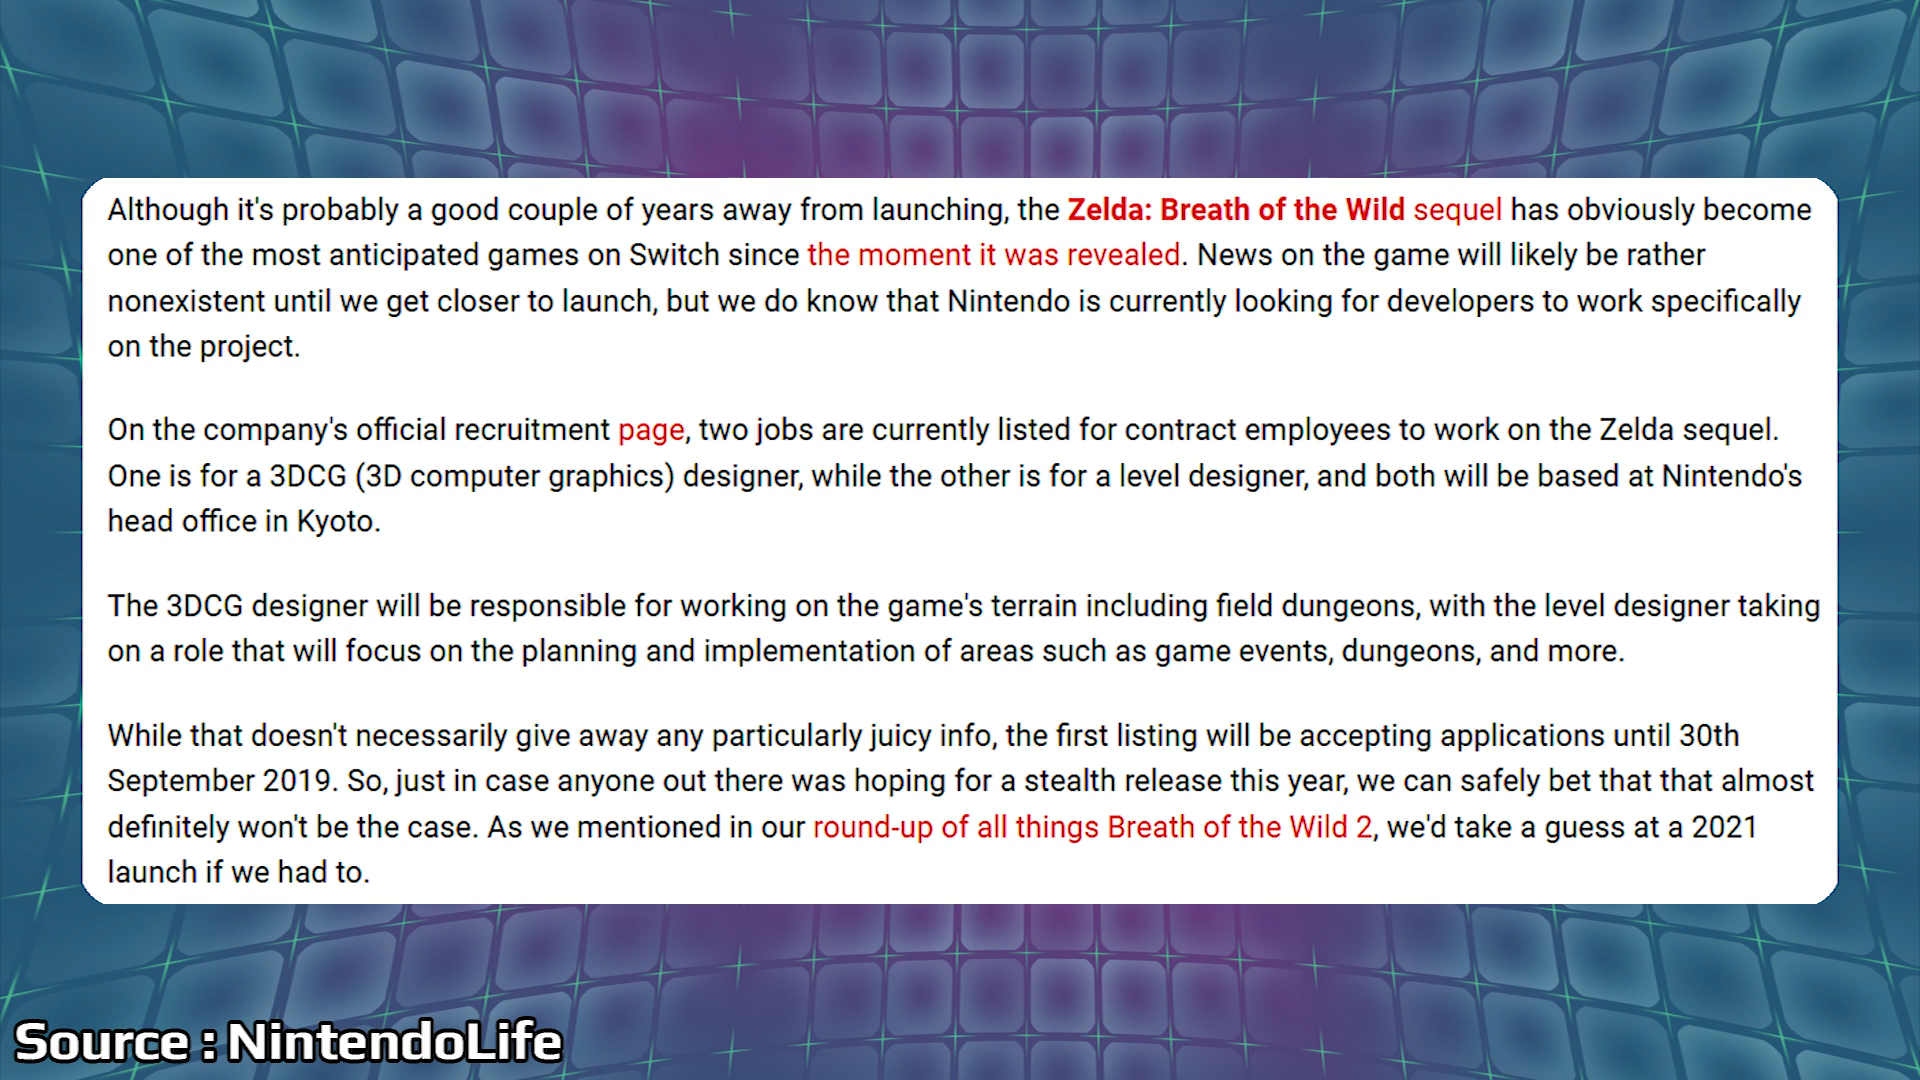 Although it's probably a good couple of years away from launching, the Zelda: Breath of the Wild sequel has obviously become
one of the most anticipated games on Switch since the moment it was revealed. News on the game will likely be rather
nonexistent until we get closer to launch, but we do know that Nintendo is currently looking for developers to work specifically
on the project.
On the company's official recruitment page, two jobs are currently listed for contract employees to work on the Zelda sequel.
One is for a 3DCG (3D computer graphics) designer, while the other is for a level designer, and both will be based at Nintendo's
head office in Kyoto.
The 3DCG designer will be responsible for working on the game's terrain including field dungeons, with the level designer taking
on a role that will focus on the planning and implementation of areas such as game events, dungeons, and more.
While that doesn't necessarily give away any particularly juicy info, the first listing will be accepting applications until 30th
September 2019. So, just in case anyone out there was hoping for a stealth release this year, we can safely bet that that almost
definitely won't be the case. As we mentioned in our round-up of all things Breath of the Wild 2, we'd take a guess at a 2021
launch if we had to.
Source : NintendoLife